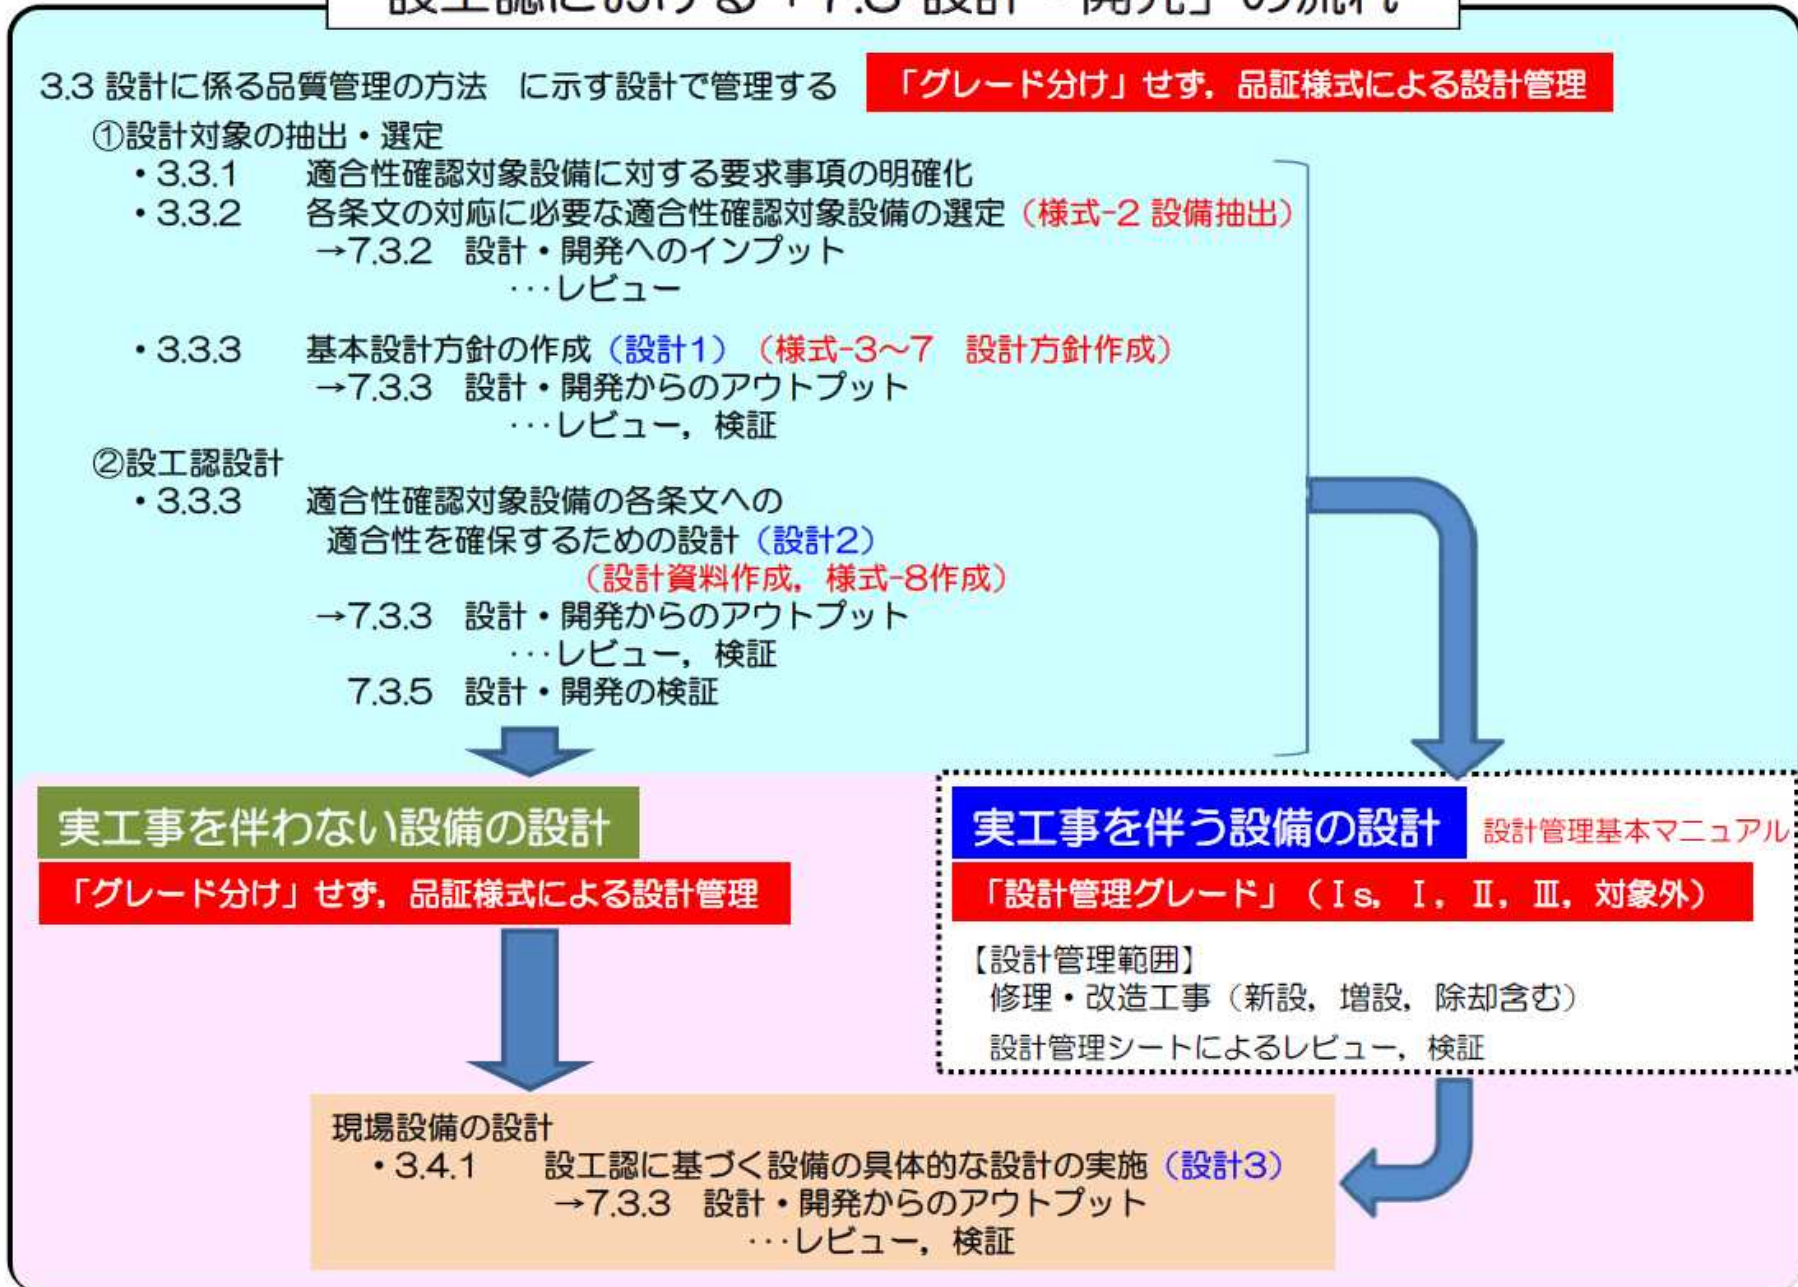 設工認における「7.3 設計・開発」の流れ
3.3 設計に係る品質管理の方法　に示す設計で管理する
「グレード分け」せず，品証様式による設計管理
①設計対象の抽出・選定
・3.3.1　適合性確認対象設備に対する要求事項の明確化
・3.3.2　各条文の対応に必要な適合性確認対象設備の選定（様式-2 設備抽出）
→7.3.2　設計・開発へのインプット
･･･レビュー
・3.3.3　基本設計方針の作成（設計1）（様式-3～7　設計方針作成）
→7.3.3　設計・開発からのアウトプット
･･･レビュー，検証
②設工認設計
・3.3.3　適合性確認対象設備の各条文への
適合性を確保するための設計（設計2）
（設計資料作成，様式-8作成）
→7.3.3　設計・開発からのアウトプット
･･･レビュー，検証
7.3.5　設計・開発の検証
実工事を伴わない設備の設計
「グレード分け」せず，品証様式による設計管理
実工事を伴う設備の設計
設計管理基本マニュアル
「設計管理グレード」（Ⅰs，Ⅰ，Ⅱ，Ⅲ，対象外）
【設計管理範囲】
修理・改造工事（新設，増設，除却含む）
設計管理シートによるレビュー，検証
現場設備の設計
・3.4.1　設工認に基づく設備の具体的な設計の実施（設計3）
→7.3.3　設計・開発からのアウトプット
･･･レビュー，検証